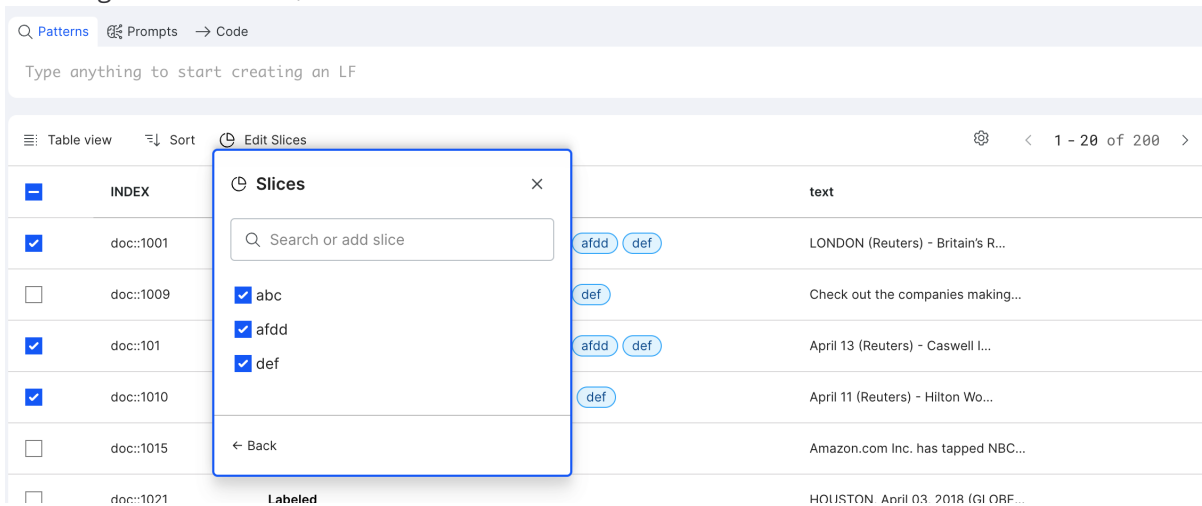 Patterns Prompts Code
Type anything to start creating an LF
Table view Sort Edit Slices 1 - 20 of 200
INDEX text
Slices
Search or add slice
abc
afdd
def
← Back
doc::1001 afdd def LONDON (Reuters) - Britain's R...
doc::1009 def Check out the companies making...
doc::101 afdd def April 13 (Reuters) - Caswell I...
doc::1010 def April 11 (Reuters) - Hilton Wo...
doc::1015 Amazon.com Inc. has tapped NBC...
doc::1021 Labeled HOUSTON, April 03, 2018 (GLOBE...